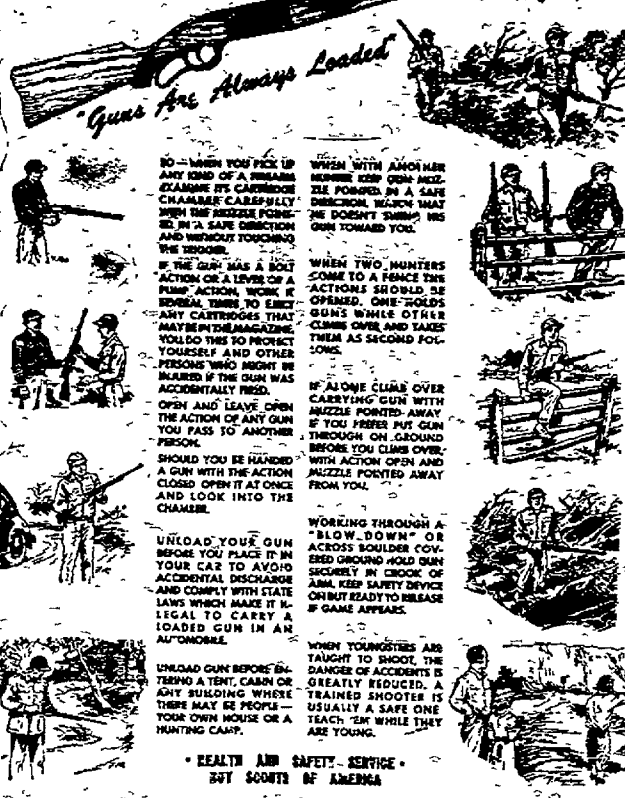 "Guns Are Always Loaded"
SO — WHEN YOU PICK UP
ANY KIND OF A FIREARM
EXAMINE ITS CARTRIDGE
CHAMBER CAREFULLY
WITH THE MUZZLE POINT-
ED IN A SAFE DIRECTION
AND WITHOUT TOUCHING
THE TRIGGER.
IF THE GUN HAS A BOLT
ACTION OR A LEVER OR A
PUMP ACTION, WORK IT
SEVERAL TIMES TO EJECT
ANY CARTRIDGES THAT
MAY BE IN THE MAGAZINE.
YOU DO THIS TO PROTECT
YOURSELF AND OTHER
PERSONS WHO MIGHT BE
INJURED IF THE GUN WAS
ACCIDENTALLY FIRED.
OPEN AND LEAVE OPEN
THE ACTION OF ANY GUN
YOU PASS TO ANOTHER
PERSON.
SHOULD YOU BE HANDED
A GUN WITH THE ACTION
CLOSED OPEN IT AT ONCE
AND LOOK INTO THE
CHAMBER.
UNLOAD YOUR GUN
BEFORE YOU PLACE IT IN
YOUR CAR TO AVOID
ACCIDENTAL DISCHARGE
AND COMPLY WITH STATE
LAWS WHICH MAKE IT IL-
LEGAL TO CARRY A
LOADED GUN IN AN
AUTOMOBILE.
UNLOAD GUN BEFORE EN-
TERING A TENT, CABIN OR
ANY BUILDING WHERE
THERE MAY BE PEOPLE —
YOUR OWN HOUSE OR A
HUNTING CAMP.
WHEN WITH ANOTHER
HUNTER KEEP GUN MUZ-
ZLE POINTED IN A SAFE
DIRECTION, WATCH THAT
HE DOESN'T SWING HIS
GUN TOWARD YOU.
WHEN TWO HUNTERS
COME TO A FENCE THE
ACTIONS SHOULD BE
OPENED. ONE HOLDS
GUNS WHILE OTHER
CLIMBS OVER AND TAKES
THEM AS SECOND FOL-
LOWS.
IF ALONE CLIMB OVER
CARRYING GUN WITH
MUZZLE POINTED AWAY
IF YOU PREFER PUT GUN
THROUGH ON GROUND
BEFORE YOU CLIMB OVER,
WITH ACTION OPEN AND
MUZZLE POINTED AWAY
FROM YOU.
WORKING THROUGH A
"BLOW DOWN" OR
ACROSS BOULDER COV-
ERED GROUND HOLD GUN
SECURELY IN CROOK OF
ARM. KEEP SAFETY DEVICE
ON BUT READY TO RELEASE
IF GAME APPEARS.
WHEN YOUNGSTERS ARE
TAUGHT TO SHOOT, THE
DANGER OF ACCIDENTS IS
GREATLY REDUCED. A
TRAINED SHOOTER IS
USUALLY A SAFE ONE
TEACH 'EM WHILE THEY
ARE YOUNG.
• HEALTH AND SAFETY SERVICE •
BOY SCOUTS OF AMERICA